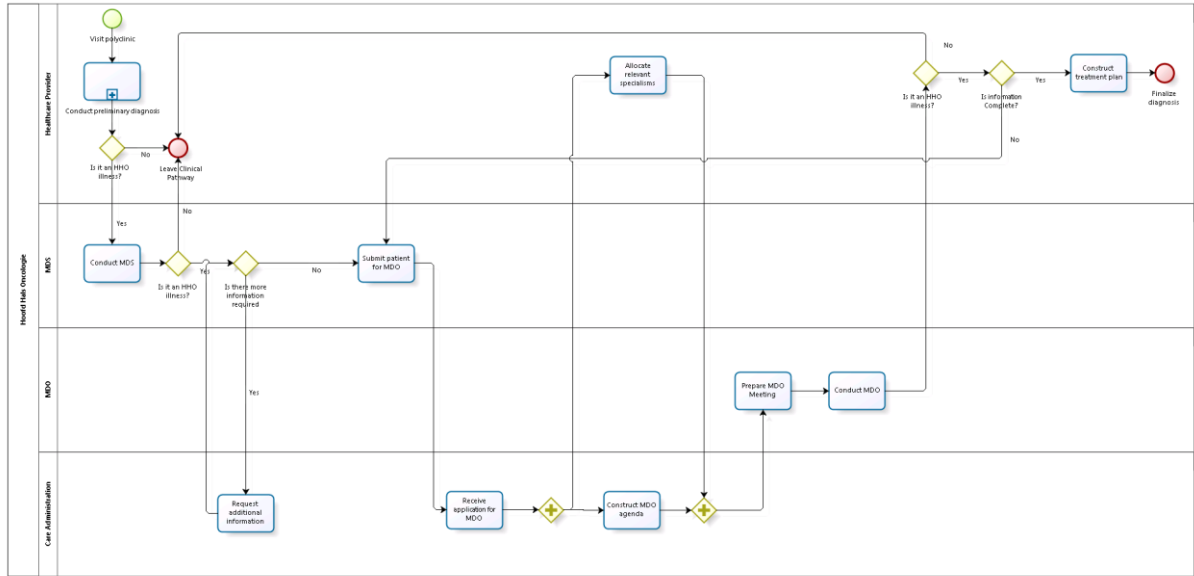 Hoofd Hals Oncologie
Healthcare Provider
Visit polyclinic
Conduct preliminary diagnosis
Is it an HHO
illness?
No
Yes
Leave Clinical
Pathway
No
Allocate
relevant
specialisms
No
Is it an HHO
illness?
Yes
Is information
Complete?
Yes
No
Construct
treatment plan
Finalize
diagnosis
MDS
Conduct MDS
Is it an HHO
illness?
Yes
Is there more
information
required
No
Yes
Submit patient
for MDO
MDO
Prepare MDO
Meeting
Conduct MDO
Care Administration
Request
additional
information
Receive
application for
MDO
Construct MDO
agenda